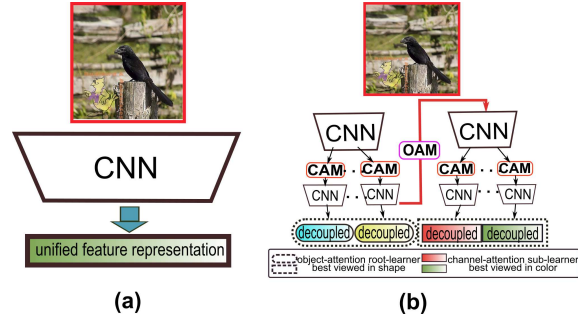 CNN
unified feature representation
(a)
CNN
OAM
CNN
CAM
CAM
CAM
CAM
CNN
CNN
CNN
CNN
decoupled
decoupled
decoupled
decoupled
object-attention root-learner
best viewed in shape
channel-attention sub-learner
best viewed in color
(b)